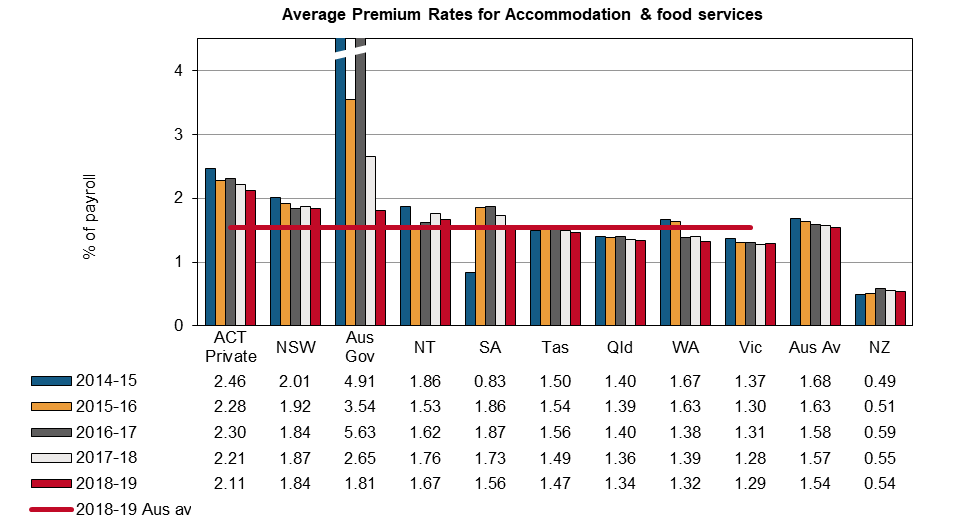 Average Premium Rates for Accommodation & food services
% of payroll
4
3
2
1
0
ACT Private NSW Aus Gov NT SA Tas Qld WA Vic Aus Av NZ
2014-15 2.46 2.01 4.91 1.86 0.83 1.50 1.40 1.67 1.37 1.68 0.49
2015-16 2.28 1.92 3.54 1.53 1.86 1.54 1.39 1.63 1.30 1.63 0.51
2016-17 2.30 1.84 5.63 1.62 1.87 1.56 1.40 1.38 1.31 1.58 0.59
2017-18 2.21 1.87 2.65 1.76 1.73 1.49 1.36 1.39 1.28 1.57 0.55
2018-19 2.11 1.84 1.81 1.67 1.56 1.47 1.34 1.32 1.29 1.54 0.54
2018-19 Aus av